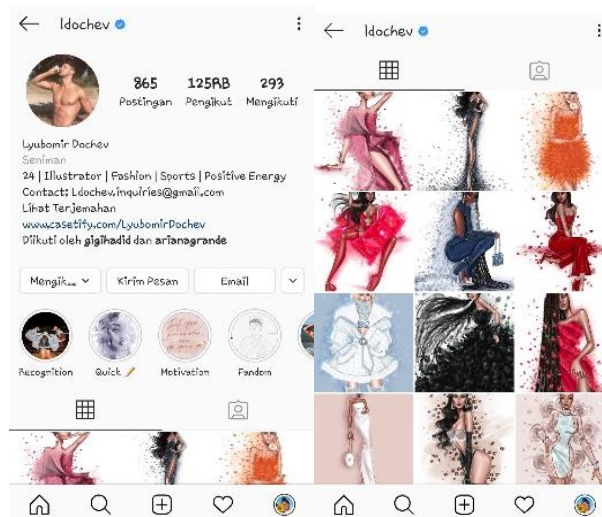 ldochev
865 125RB 293
Postingan Pengikut Mengikuti
Lyubomir Dochev
Seniman
24 | Illustrator | Fashion | Sports | Positive Energy
Contact: Ldochev.inquiries@gmail.com
Lihat Terjemahan
www.casetify.com/LyubomirDochev
Diikuti oleh gigihadid dan arianagrande
Mengik... Kirim Pesan Email
Recognition Quick Motivation Fandom
ldochev